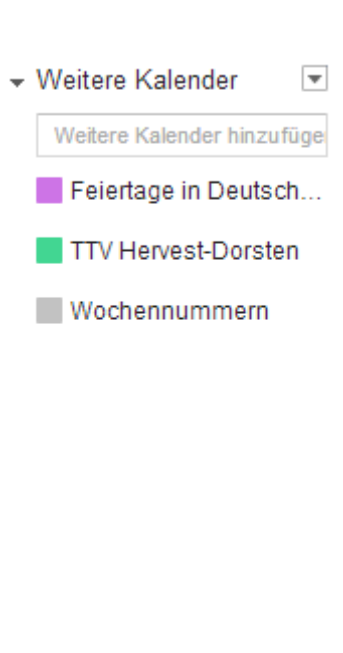 Weitere Kalender
Weitere Kalender hinzufüge
Feiertage in Deutsch...
TTV Hervest-Dorsten
Wochennummern